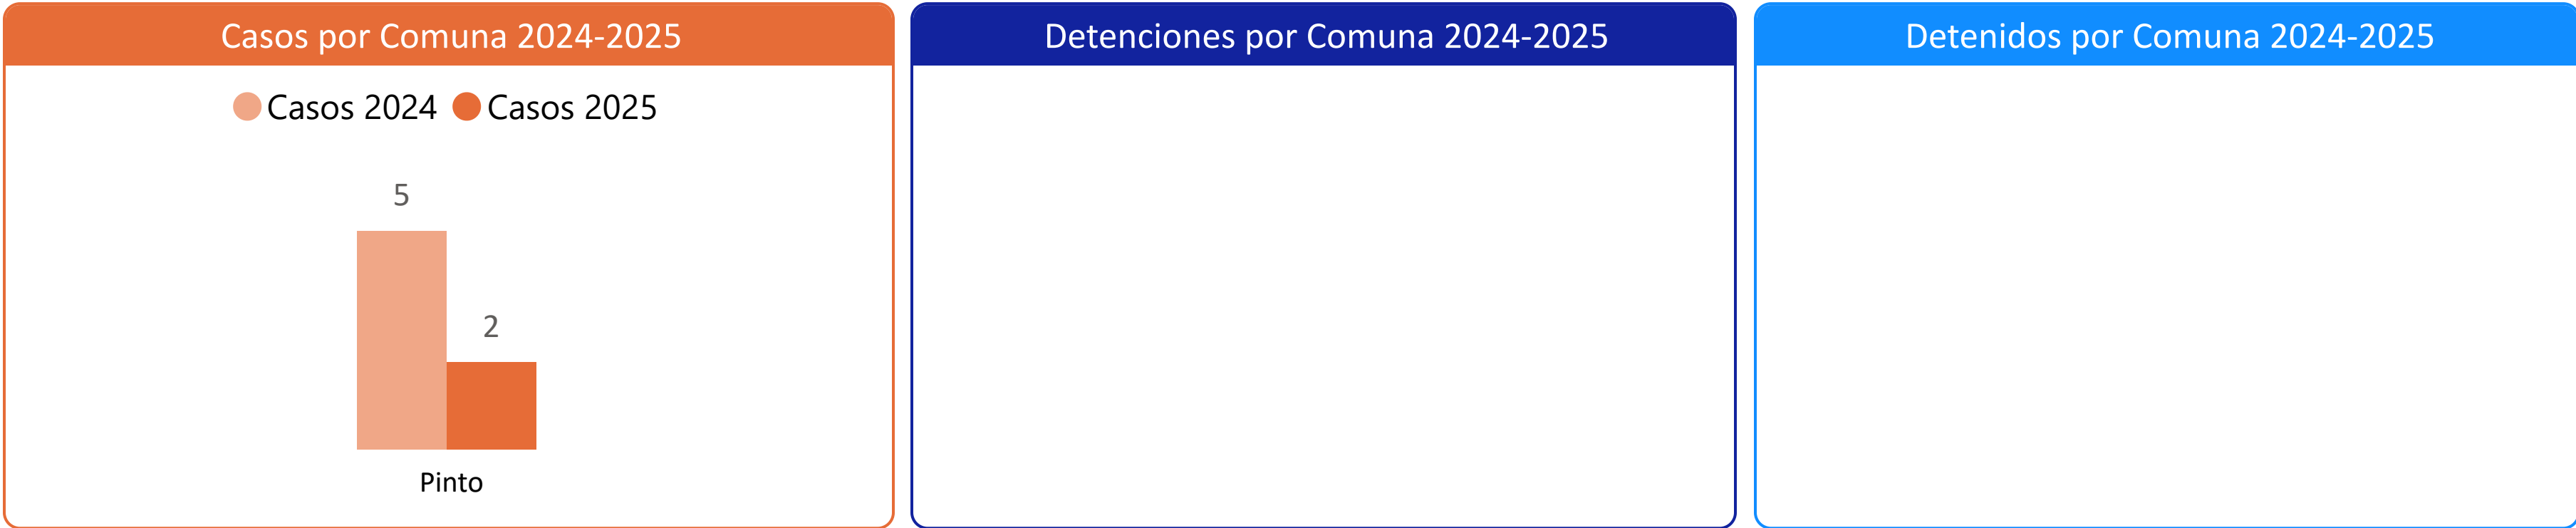 Casos por Comuna 2024-2025
Casos 2024 Casos 2025
5
2
Pinto
Detenciones por Comuna 2024-2025
Detenidos por Comuna 2024-2025